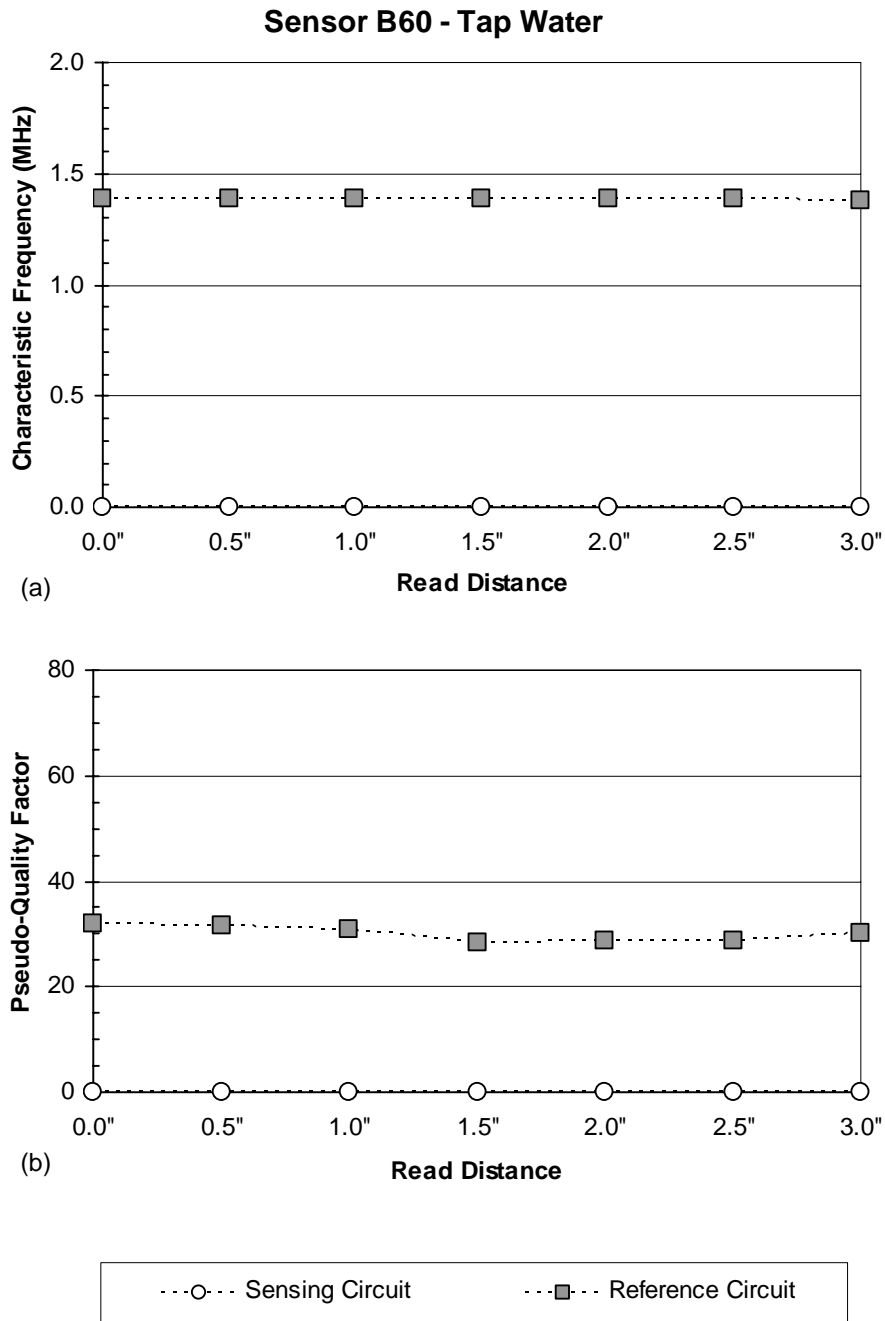 Sensor B60 - Tap Water
Characteristic Frequency (MHz)
2.0
1.5
1.0
0.5
0.0
0.0" 0.5" 1.0" 1.5" 2.0" 2.5" 3.0"
Read Distance
(a)
Pseudo-Quality Factor
80
60
40
20
0
0.0" 0.5" 1.0" 1.5" 2.0" 2.5" 3.0"
Read Distance
(b)
Sensing Circuit Reference Circuit